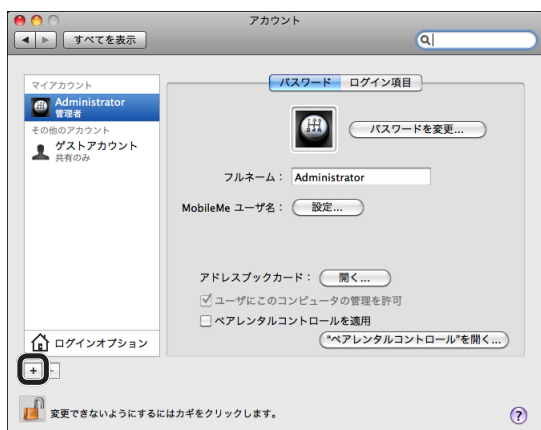 アカウント
すべてを表示
マイアカウント
Administrator
管理者
その他のアカウント
ゲストアカウント
共有のみ
ログインオプション
+ -
パスワード ログイン項目
パスワードを変更...
フルネーム： Administrator
MobileMe ユーザ名： 設定...
アドレスブックカード： 開く...
ユーザにこのコンピュータの管理を許可
ペアレンタルコントロールを適用
"ペアレンタルコントロール"を開く...
変更できないようにするにはカギをクリックします。
?